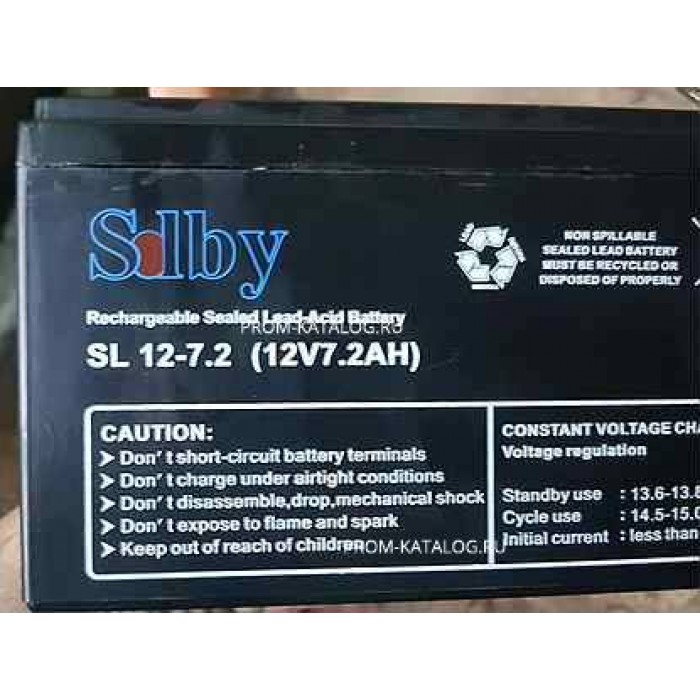 Solby
NON SPILLABLE
SEALED LEAD BATTERY
MUST BE RECYCLED OR
DISPOSED OF PROPERLY
Rechargeable Sealed Lead-Acid Battery
PROM-KATALOG.RU
SL 12-7.2 (12V7.2AH)
CAUTION:
➤ Don't short-circuit battery terminals
➤ Don't charge under airtight conditions
➤ Don't disassemble,drop,mechanical shock
➤ Don't expose to flame and spark
➤ Keep out of reach of children
PROM-KATALOG.RU
CONSTANT VOLTAGE CHA
Voltage regulation
Standby use : 13.6-13.8
Cycle use : 14.5-15.0
Initial current : less than